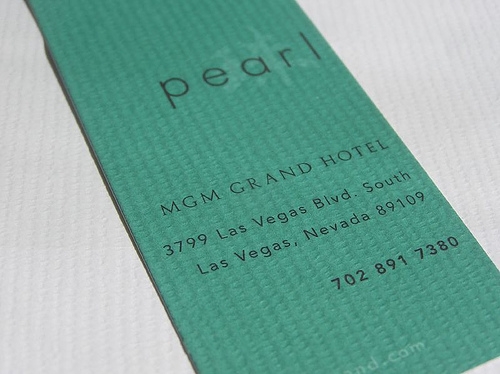 pearl
MGM GRAND HOTEL
3799 Las Vegas Blvd. South
Las Vegas, Nevada 89109
702 891 7380